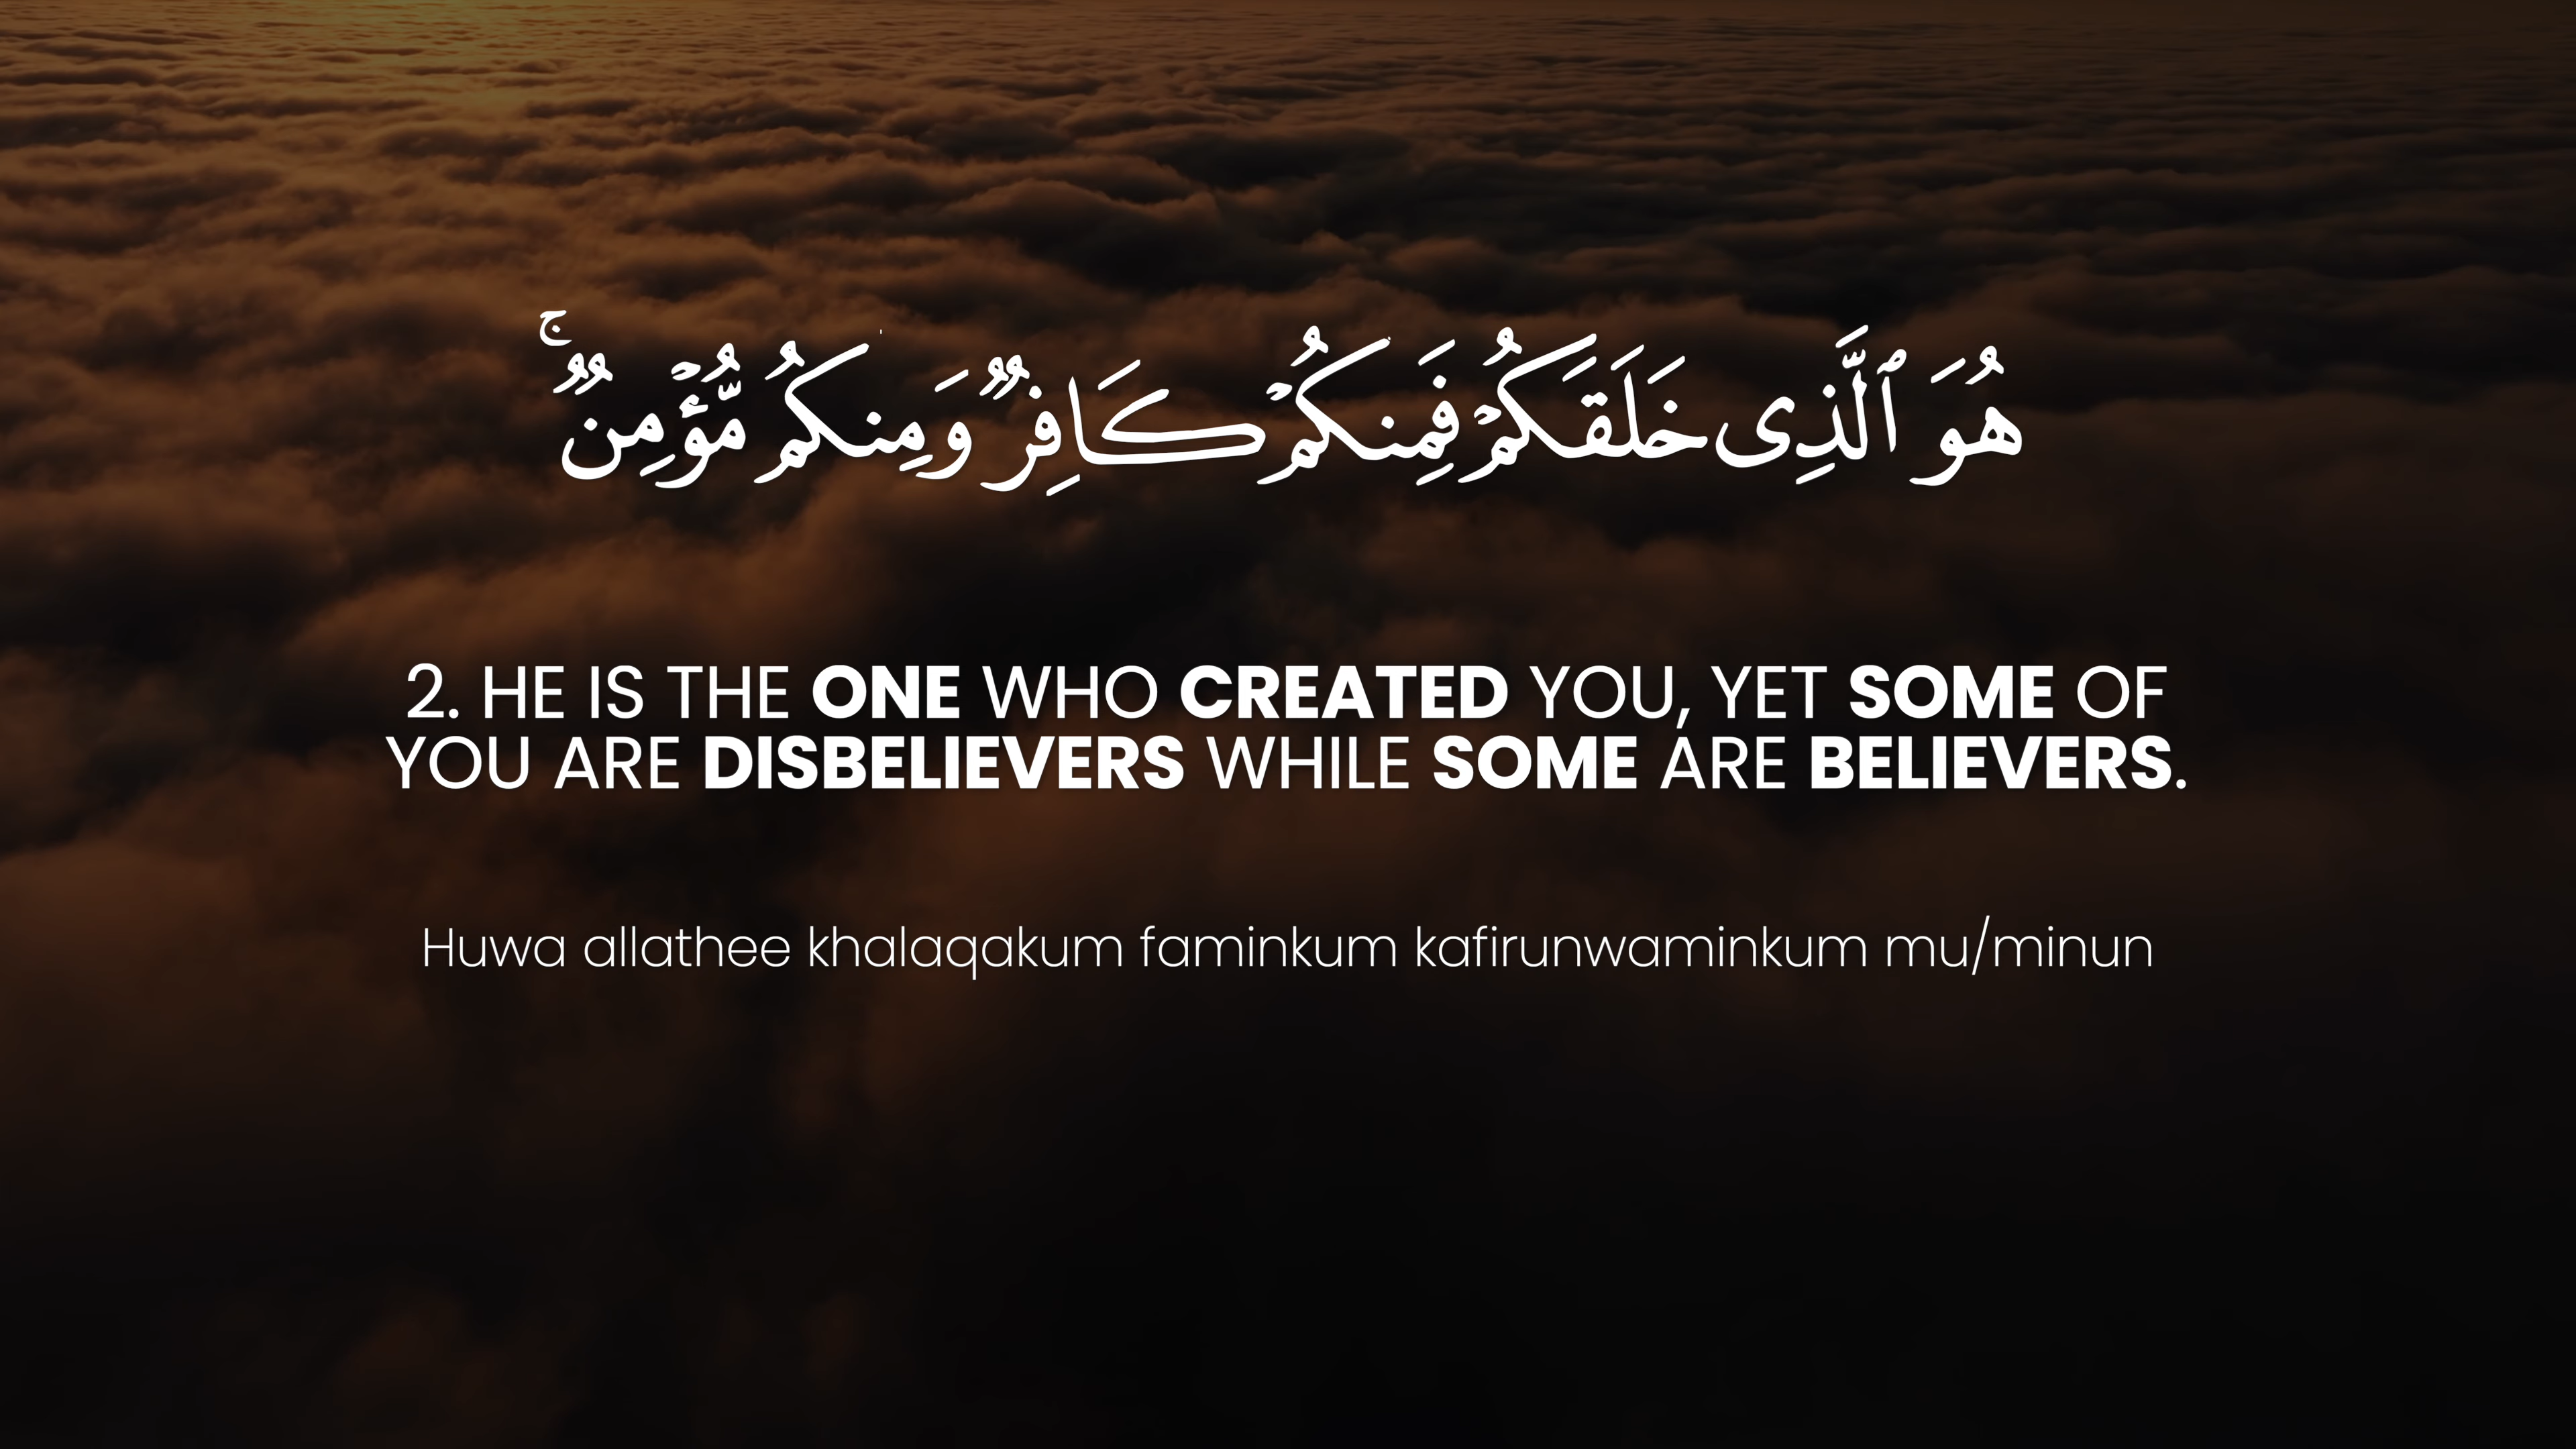 هُوَ ٱلَّذِى خَلَقَكُمْ فَمِنكُمْ كَافِرٌ وَمِنكُم مُّؤْمِنٌ ۚ
2. HE IS THE ONE WHO CREATED YOU, YET SOME OF
YOU ARE DISBELIEVERS WHILE SOME ARE BELIEVERS.
Huwa allathee khalaqakum faminkum kafirunwaminkum mu/minun